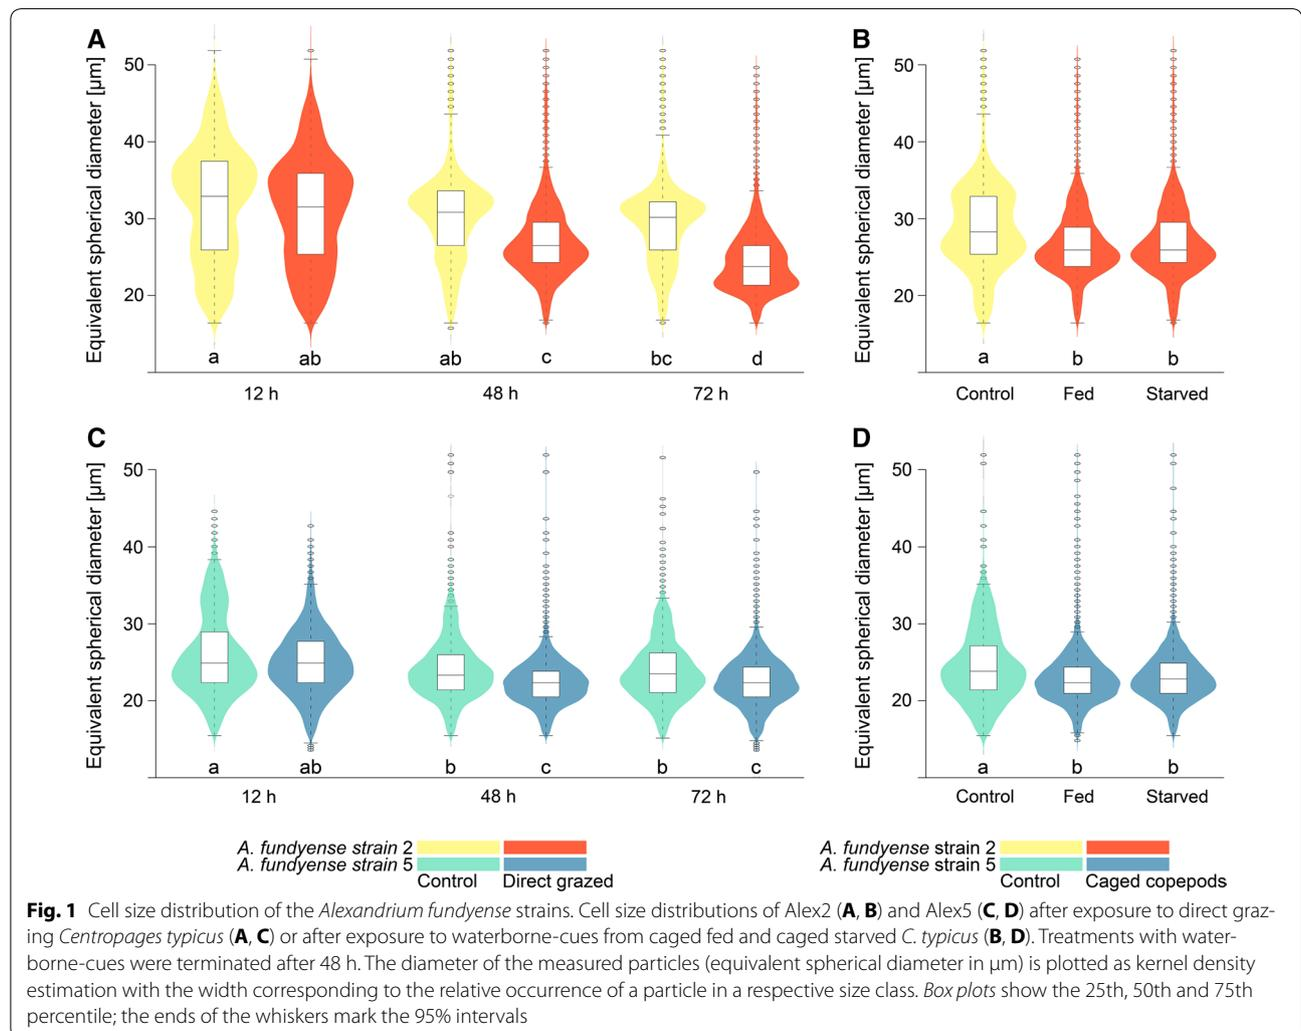 A
B
Equivalent spherical diameter [µm]
50
40
30
20
a
ab
ab
c
bc
d
12 h
48 h
72 h
Equivalent spherical diameter [µm]
50
40
30
20
a
b
b
Control
Fed
Starved
C
D
Equivalent spherical diameter [µm]
50
40
30
20
a
ab
b
c
b
c
12 h
48 h
72 h
Equivalent spherical diameter [µm]
50
40
30
20
a
b
b
Control
Fed
Starved
A. fundyense strain 2
A. fundyense strain 5
Control
Direct grazed
A. fundyense strain 2
A. fundyense strain 5
Control
Caged copepods
Fig. 1 Cell size distribution of the Alexandrium fundyense strains. Cell size distributions of Alex2 (A, B) and Alex5 (C, D) after exposure to direct graz-
ing Centropages typicus (A, C) or after exposure to waterborne-cues from caged fed and caged starved C. typicus (B, D). Treatments with water-
borne-cues were terminated after 48 h. The diameter of the measured particles (equivalent spherical diameter in µm) is plotted as kernel density
estimation with the width corresponding to the relative occurrence of a particle in a respective size class. Box plots show the 25th, 50th and 75th
percentile; the ends of the whiskers mark the 95% intervals